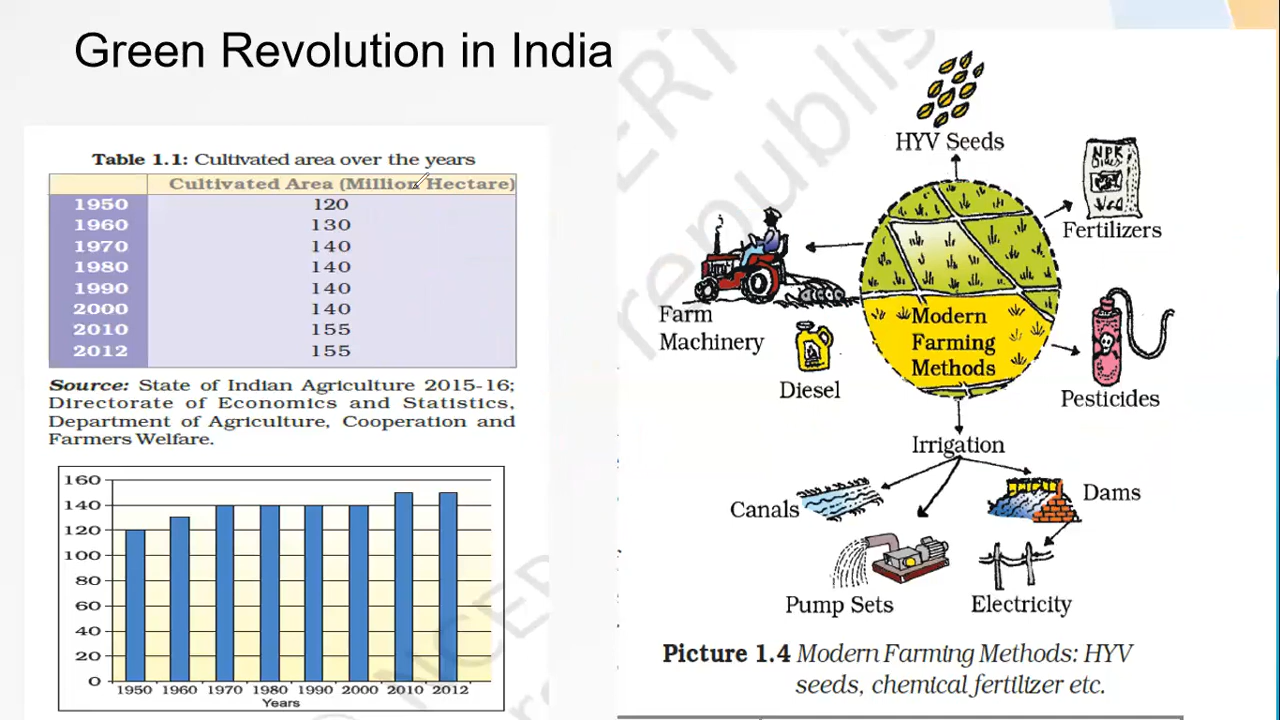 Green Revolution in India
Table 1.1: Cultivated area over the years
Cultivated Area (Million Hectare)
1950 120
1960 130
1970 140
1980 140
1990 140
2000 140
2010 155
2012 155
Source: State of Indian Agriculture 2015-16;
Directorate of Economics and Statistics,
Department of Agriculture, Cooperation and
Farmers Welfare.
160
140
120
100
80
60
40
20
0
1950 1960 1970 1980 1990 2000 2010 2012
Years
HYV Seeds
NPK
Fertilizers
Farm
Machinery
Diesel
Modern
Farming
Methods
Pesticides
Irrigation
Canals
Dams
Pump Sets
Electricity
Picture 1.4 Modern Farming Methods: HYV
seeds, chemical fertilizer etc.